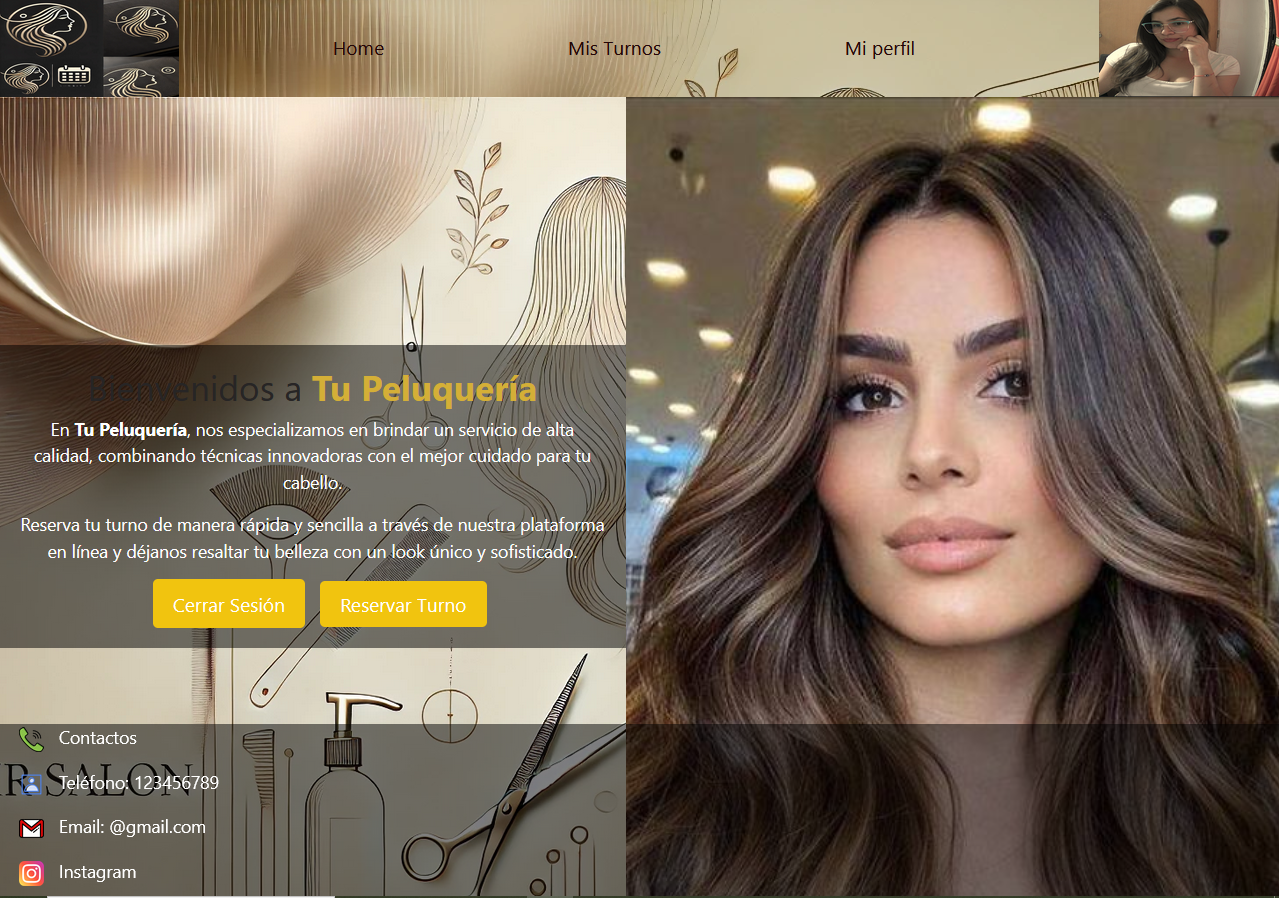 Home Mis Turnos Mi perfil
Bienvenidos a Tu Peluquería
En Tu Peluquería, nos especializamos en brindar un servicio de alta
calidad, combinando técnicas innovadoras con el mejor cuidado para tu
cabello.
Reserva tu turno de manera rápida y sencilla a través de nuestra plataforma
en línea y déjanos resaltar tu belleza con un look único y sofisticado.
Cerrar Sesión Reservar Turno
Contactos
Teléfono: 123456789
SALON
Email: @gmail.com
Instagram